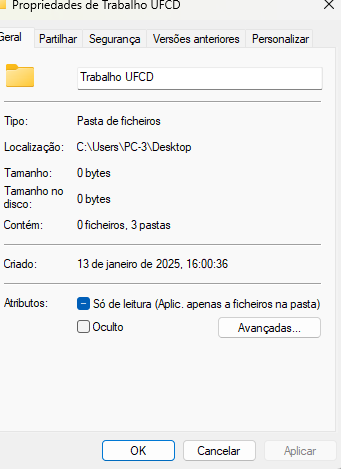 Propriedades de Trabalho UFCD
Geral Partilhar Segurança Versões anteriores Personalizar
Trabalho UFCD
Tipo: Pasta de ficheiros
Localização: C:\Users\PC-3\Desktop
Tamanho: 0 bytes
Tamanho no disco: 0 bytes
Contém: 0 ficheiros, 3 pastas
Criado: 13 de janeiro de 2025, 16:00:36
Atributos: Só de leitura (Aplic. apenas a ficheiros na pasta)
Oculto Avançadas...
OK Cancelar Aplicar